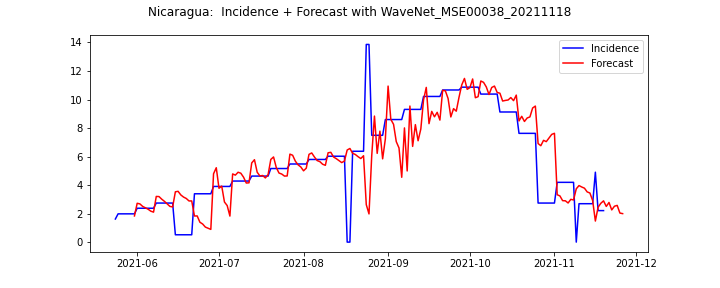 Nicaragua:  Incidence + Forecast with WaveNet_MSE00038_20211118
Incidence
Forecast
14
12
10
8
6
4
2
0
2021-06 2021-07 2021-08 2021-09 2021-10 2021-11 2021-12